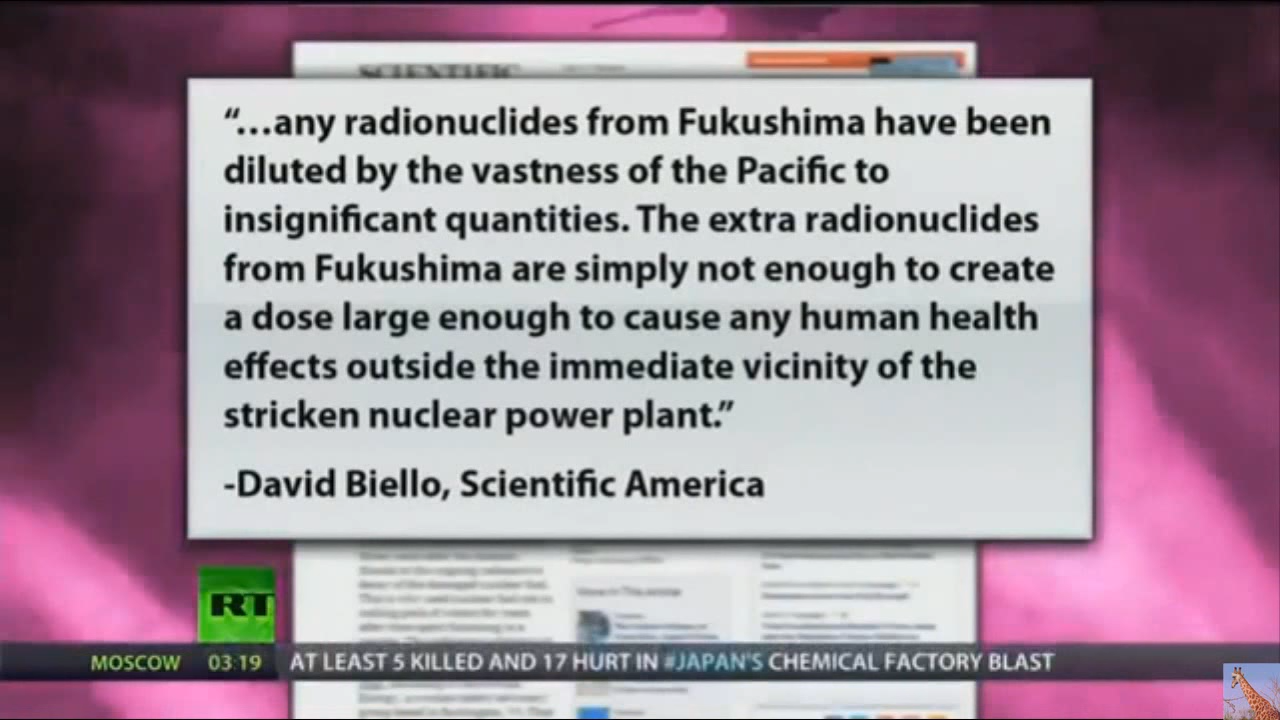 SCIENTIFIC
“...any radionuclides from Fukushima have been
diluted by the vastness of the Pacific to
insignificant quantities. The extra radionuclides
from Fukushima are simply not enough to create
a dose large enough to cause any human health
effects outside the immediate vicinity of the
stricken nuclear power plant.”
-David Biello, Scientific America
RT
MOSCOW 03:19 AT LEAST 5 KILLED AND 17 HURT IN #JAPAN'S CHEMICAL FACTORY BLAST